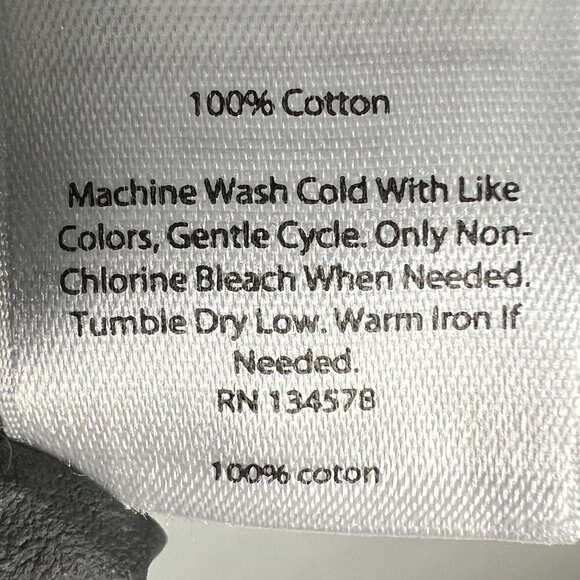 100% Cotton
Machine Wash Cold With Like
Colors, Gentle Cycle. Only Non-
Chlorine Bleach When Needed.
Tumble Dry Low. Warm Iron If
Needed.
RN 134578
100% coton